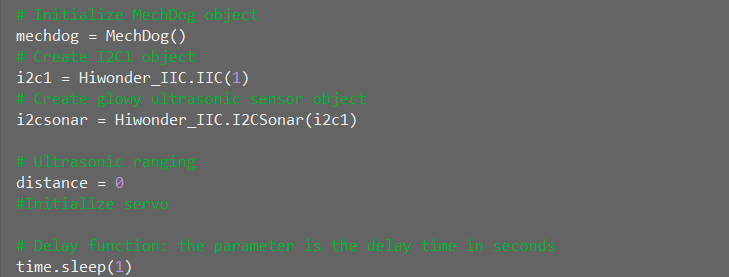 # Initialize MechDog object
mechdog = MechDog()
# Create I2C1 object
i2c1 = Hiwonder_IIC.IIC(1)
# Create glowy ultrasonic sensor object
i2csonar = Hiwonder_IIC.I2CSonar(i2c1)
# Ultrasonic ranging
distance = 0
#Initialize servo
# Delay function: the parameter is the delay time in seconds
time.sleep(1)